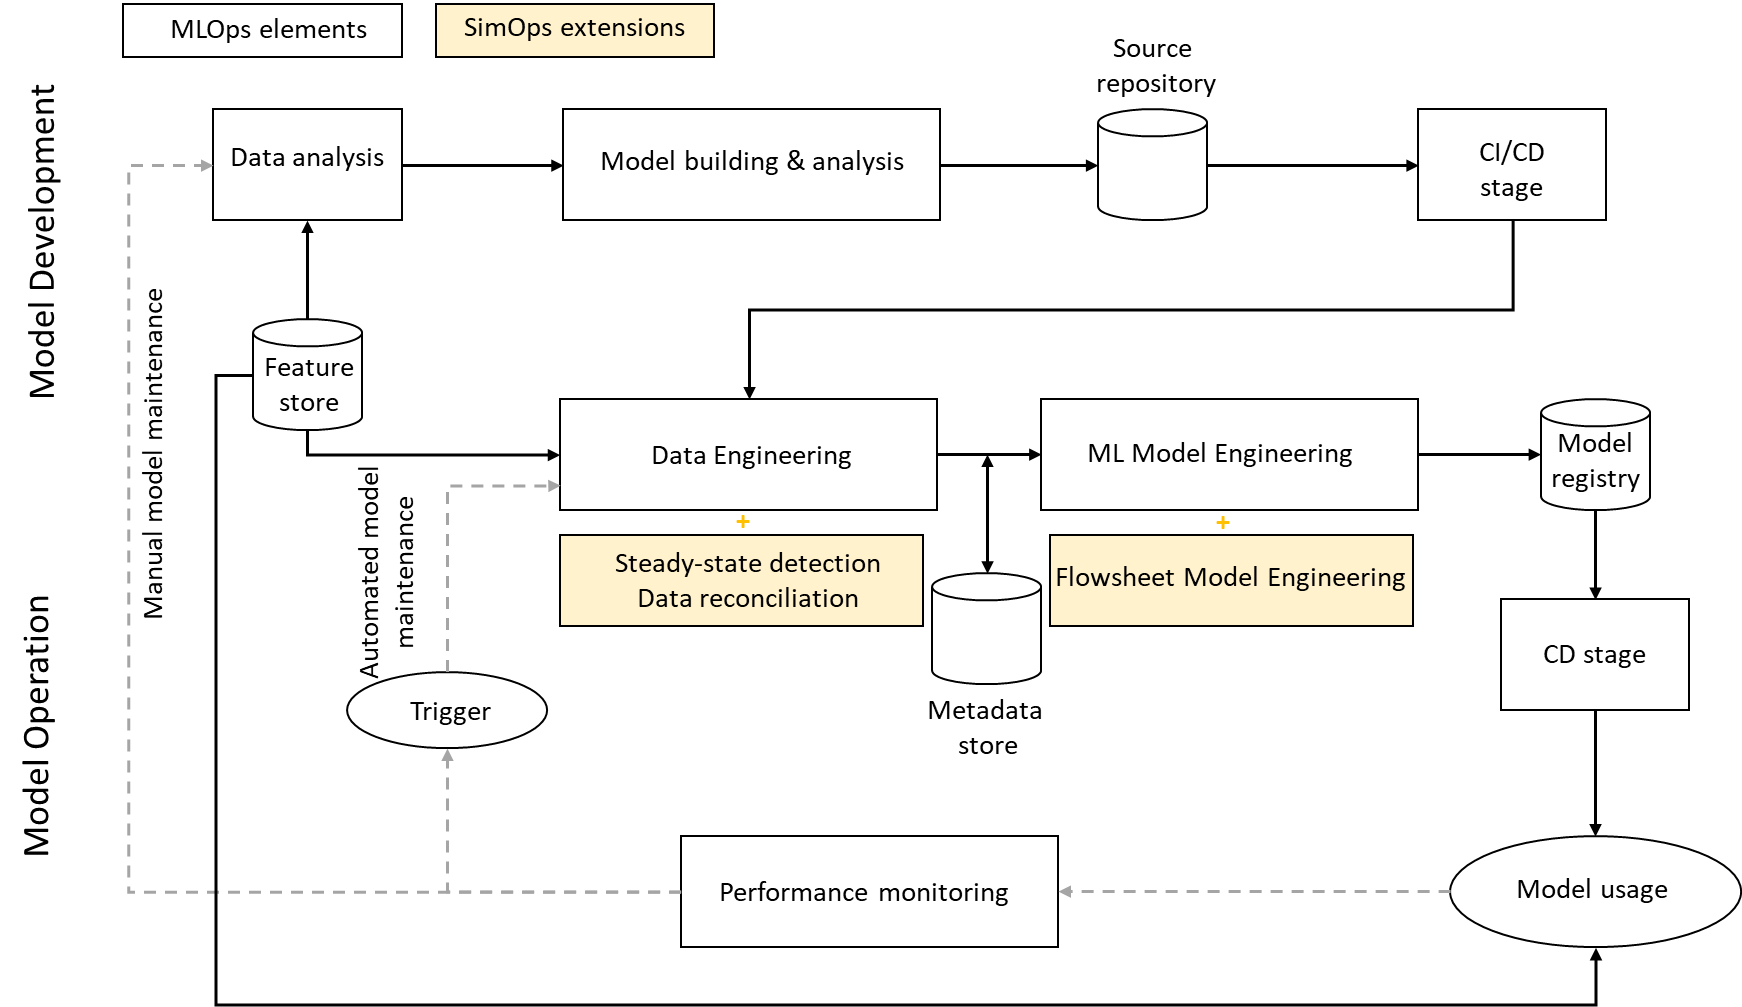 MLOps elements
SimOps extensions
Source
repository
Model Development
Data analysis
Model building & analysis
CI/CD
stage
Manual model maintenance
Feature
store
Data Engineering
ML Model Engineering
Model
registry
Automated model
maintenance
+
+
Steady-state detection
Data reconciliation
Flowsheet Model Engineering
Model Operation
CD stage
Trigger
Metadata
store
Performance monitoring
Model usage